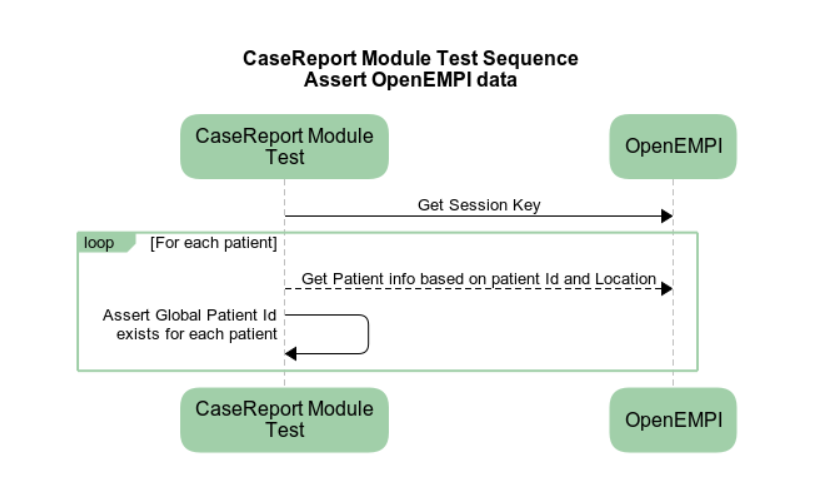 CaseReport Module Test Sequence
Assert OpenEMPI data
CaseReport Module
Test
OpenEMPI
Get Session Key
loop
[For each patient]
Get Patient info based on patient Id and Location
Assert Global Patient Id
exists for each patient
CaseReport Module
Test
OpenEMPI